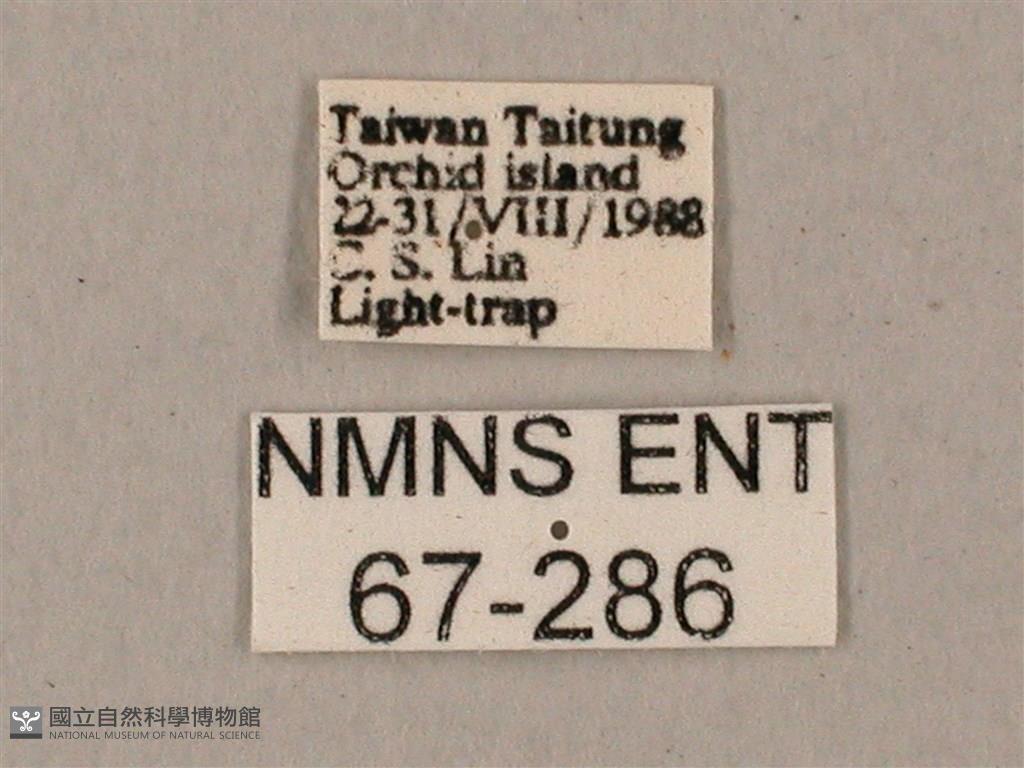 Taiwan Taitung
Orchid island
22-31/VIII/1988
C. S. Lin
Light-trap
NMNS ENT
67-286
國立自然科學博物館
NATIONAL MUSEUM OF NATURAL SCIENCE